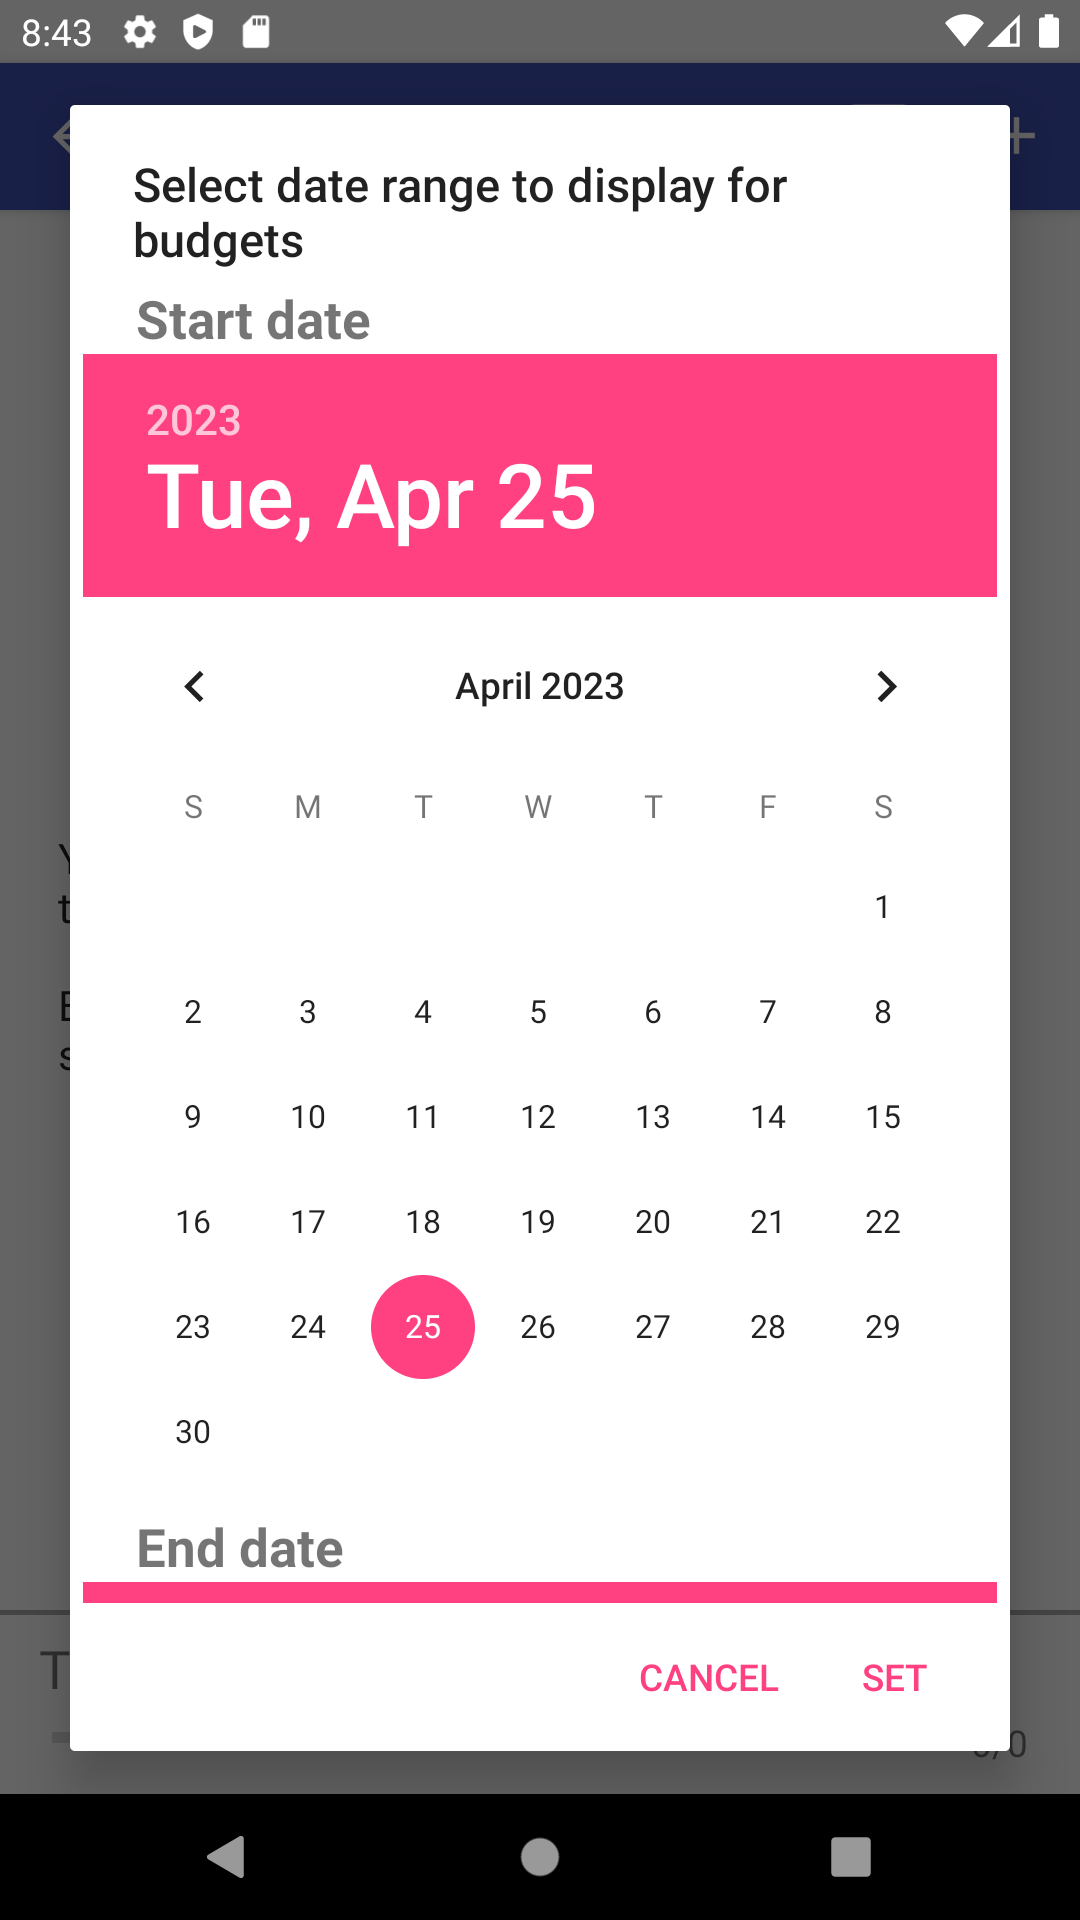 8:43
Select date range to display for
budgets
Start date
2023
Tue, Apr 25
April 2023
S M T W T F S
1
2 3 4 5 6 7 8
9 10 11 12 13 14 15
16 17 18 19 20 21 22
23 24 25 26 27 28 29
30
End date
CANCEL SET